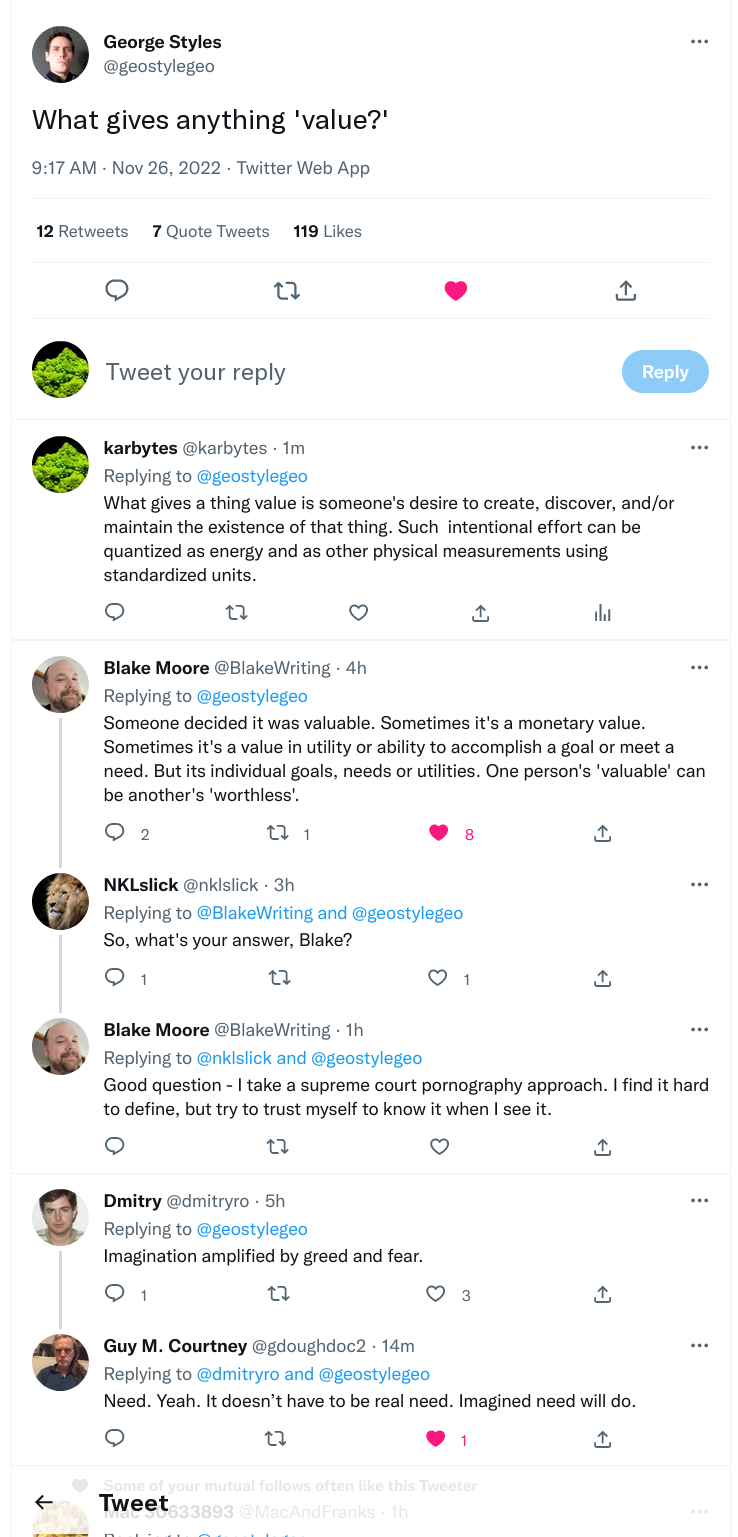 George Styles
@geostylegeo
What gives anything 'value?'
9:17 AM · Nov 26, 2022 · Twitter Web App
12 Retweets 7 Quote Tweets 119 Likes
Tweet your reply
Reply
karbytes @karbytes · 1m
Replying to @geostylegeo
What gives a thing value is someone's desire to create, discover, and/or
maintain the existence of that thing. Such intentional effort can be
quantized as energy and as other physical measurements using
standardized units.
Blake Moore @BlakeWriting · 4h
Replying to @geostylegeo
Someone decided it was valuable. Sometimes it's a monetary value.
Sometimes it's a value in utility or ability to accomplish a goal or meet a
need. But its individual goals, needs or utilities. One person's 'valuable' can
be another's 'worthless'.
2 1 8
NKLslick @nklslick · 3h
Replying to @BlakeWriting and @geostylegeo
So, what's your answer, Blake?
1 1
Blake Moore @BlakeWriting · 1h
Replying to @nklslick and @geostylegeo
Good question - I take a supreme court pornography approach. I find it hard
to define, but try to trust myself to know it when I see it.
Dmitry @dmitryro · 5h
Replying to @geostylegeo
Imagination amplified by greed and fear.
1 3
Guy M. Courtney @gdoughdoc2 · 14m
Replying to @dmitryro and @geostylegeo
Need. Yeah. It doesn’t have to be real need. Imagined need will do.
1
Some of your mutual follows often like this Tweeter
Tweet
Mac 30633893 @MacAndFranks · 1h